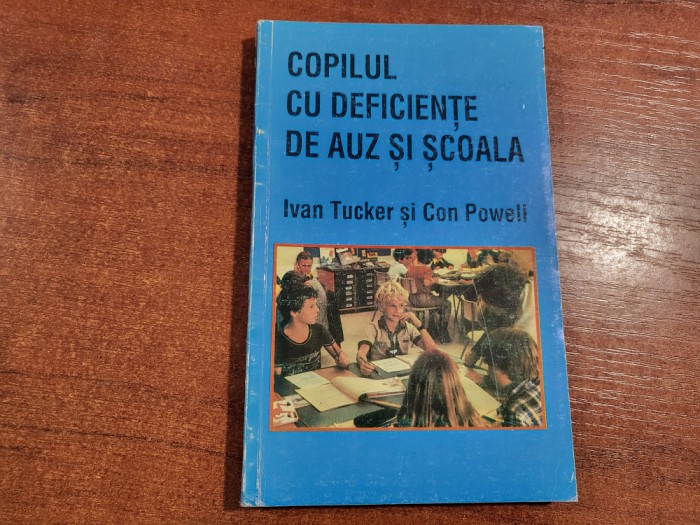 COPILUL
CU DEFICIENȚE
DE AUZ ȘI ȘCOALA
Ivan Tucker și Con Powell